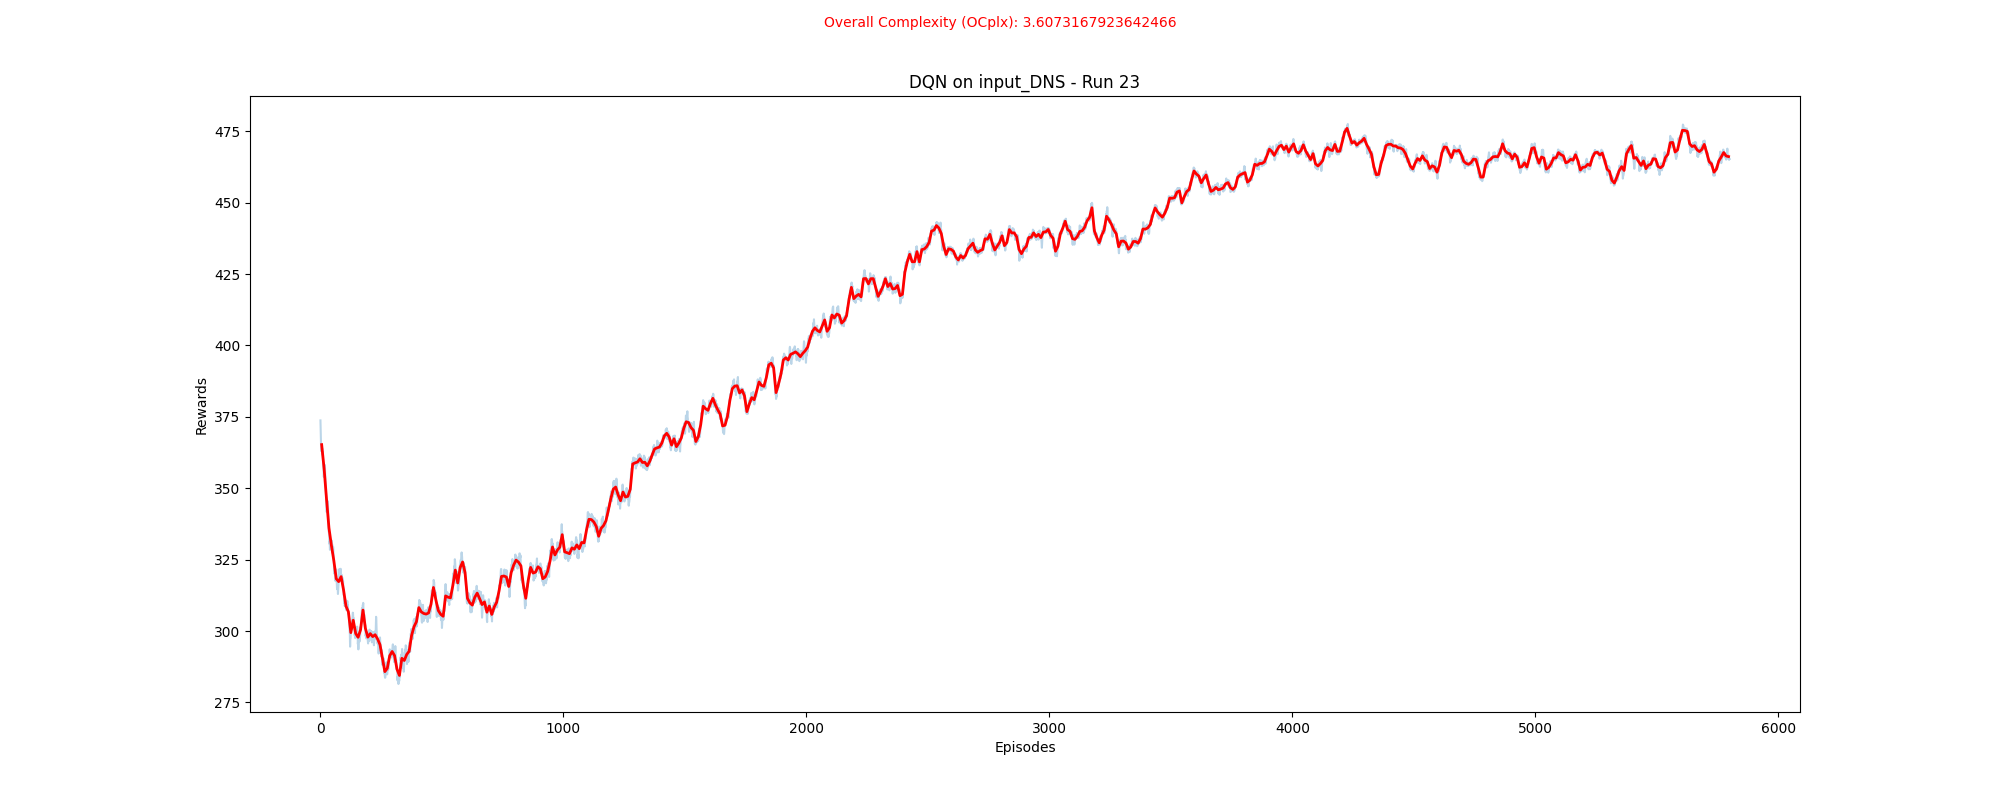 Overall Complexity (OCplx): 3.6073167923642466
DQN on input_DNS - Run 23
475
450
425
400
375
350
325
300
275
Rewards
0 1000 2000 3000 4000 5000 6000
Episodes